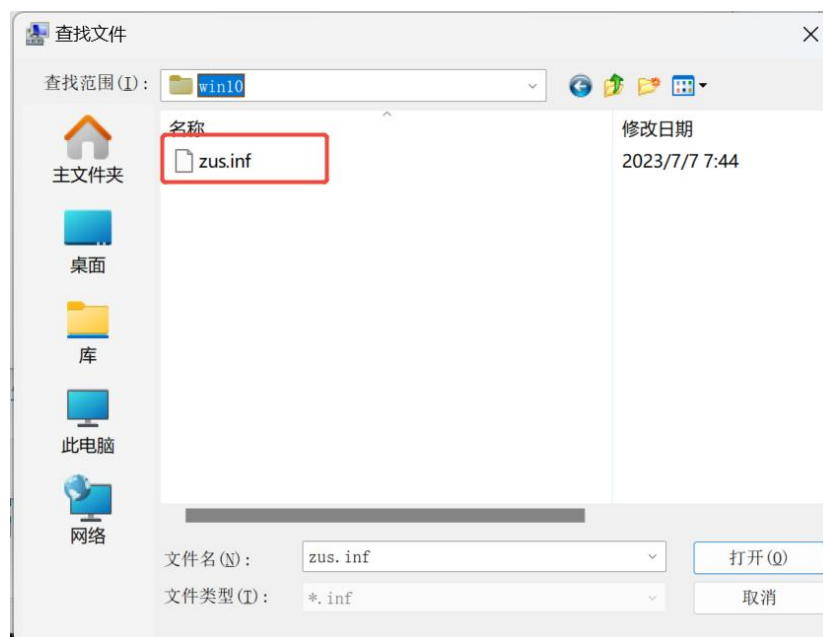 查找文件
查找范围(I): win10
名称 修改日期
zus.inf 2023/7/7 7:44
主文件夹
桌面
库
此电脑
网络
文件名(N): zus.inf 打开(O)
文件类型(T): *.inf 取消